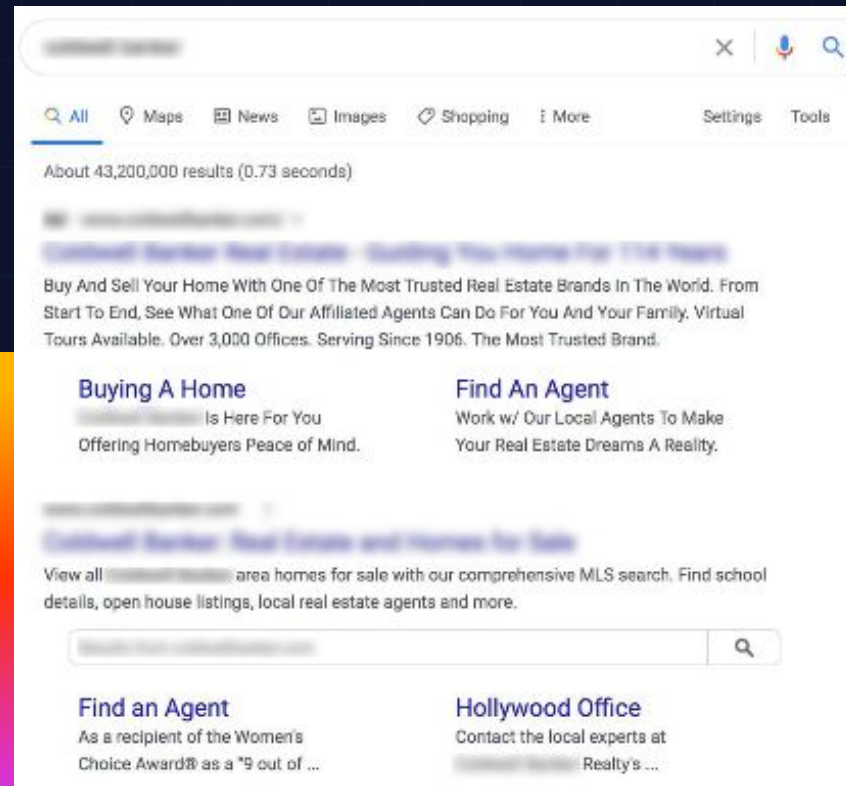 All Maps News Images Shopping More Settings Tools
About 43,200,000 results (0.73 seconds)
Buy And Sell Your Home With One Of The Most Trusted Real Estate Brands In The World. From
Start To End, See What One Of Our Affiliated Agents Can Do For You And Your Family. Virtual
Tours Available. Over 3,000 Offices. Serving Since 1906. The Most Trusted Brand.
Buying A Home
Is Here For You
Offering Homebuyers Peace of Mind.
Find An Agent
Work w/ Our Local Agents To Make
Your Real Estate Dreams A Reality.
View all area homes for sale with our comprehensive MLS search. Find school
details, open house listings, local real estate agents and more.
Find an Agent
As a recipient of the Women's
Choice Award® as a "9 out of ...
Hollywood Office
Contact the local experts at
Realty's ...